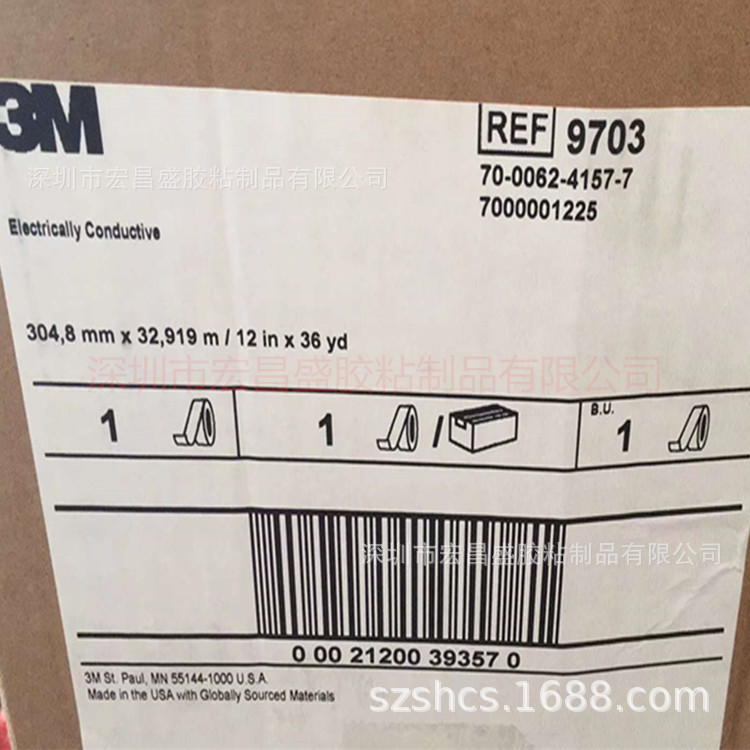 3M
REF 9703
深圳市宏昌盛胶粘制品有限公司
70-0062-4157-7
7000001225
Electrically Conductive
304,8 mm x 32,919 m / 12 in x 36 yd
深圳市宏昌盛胶粘制品有限公司
1
1 /
B.U.
1
深圳市宏昌盛胶粘制品有限公司
0 00 21200 39357 0
3M St. Paul, MN 55144-1000 U.S.A.
Made in the USA with Globally Sourced Materials
szshcs.1688.com